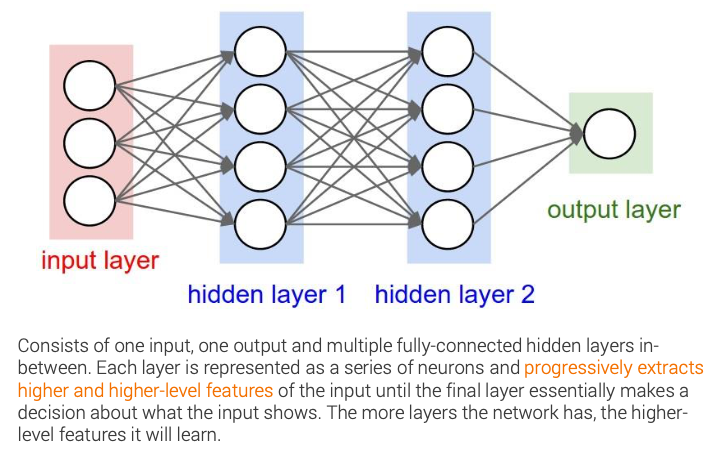 input layer
hidden layer 1
hidden layer 2
output layer
Consists of one input, one output and multiple fully-connected hidden layers in-
between. Each layer is represented as a series of neurons and progressively extracts
higher and higher-level features of the input until the final layer essentially makes a
decision about what the input shows. The more layers the network has, the higher-
level features it will learn.